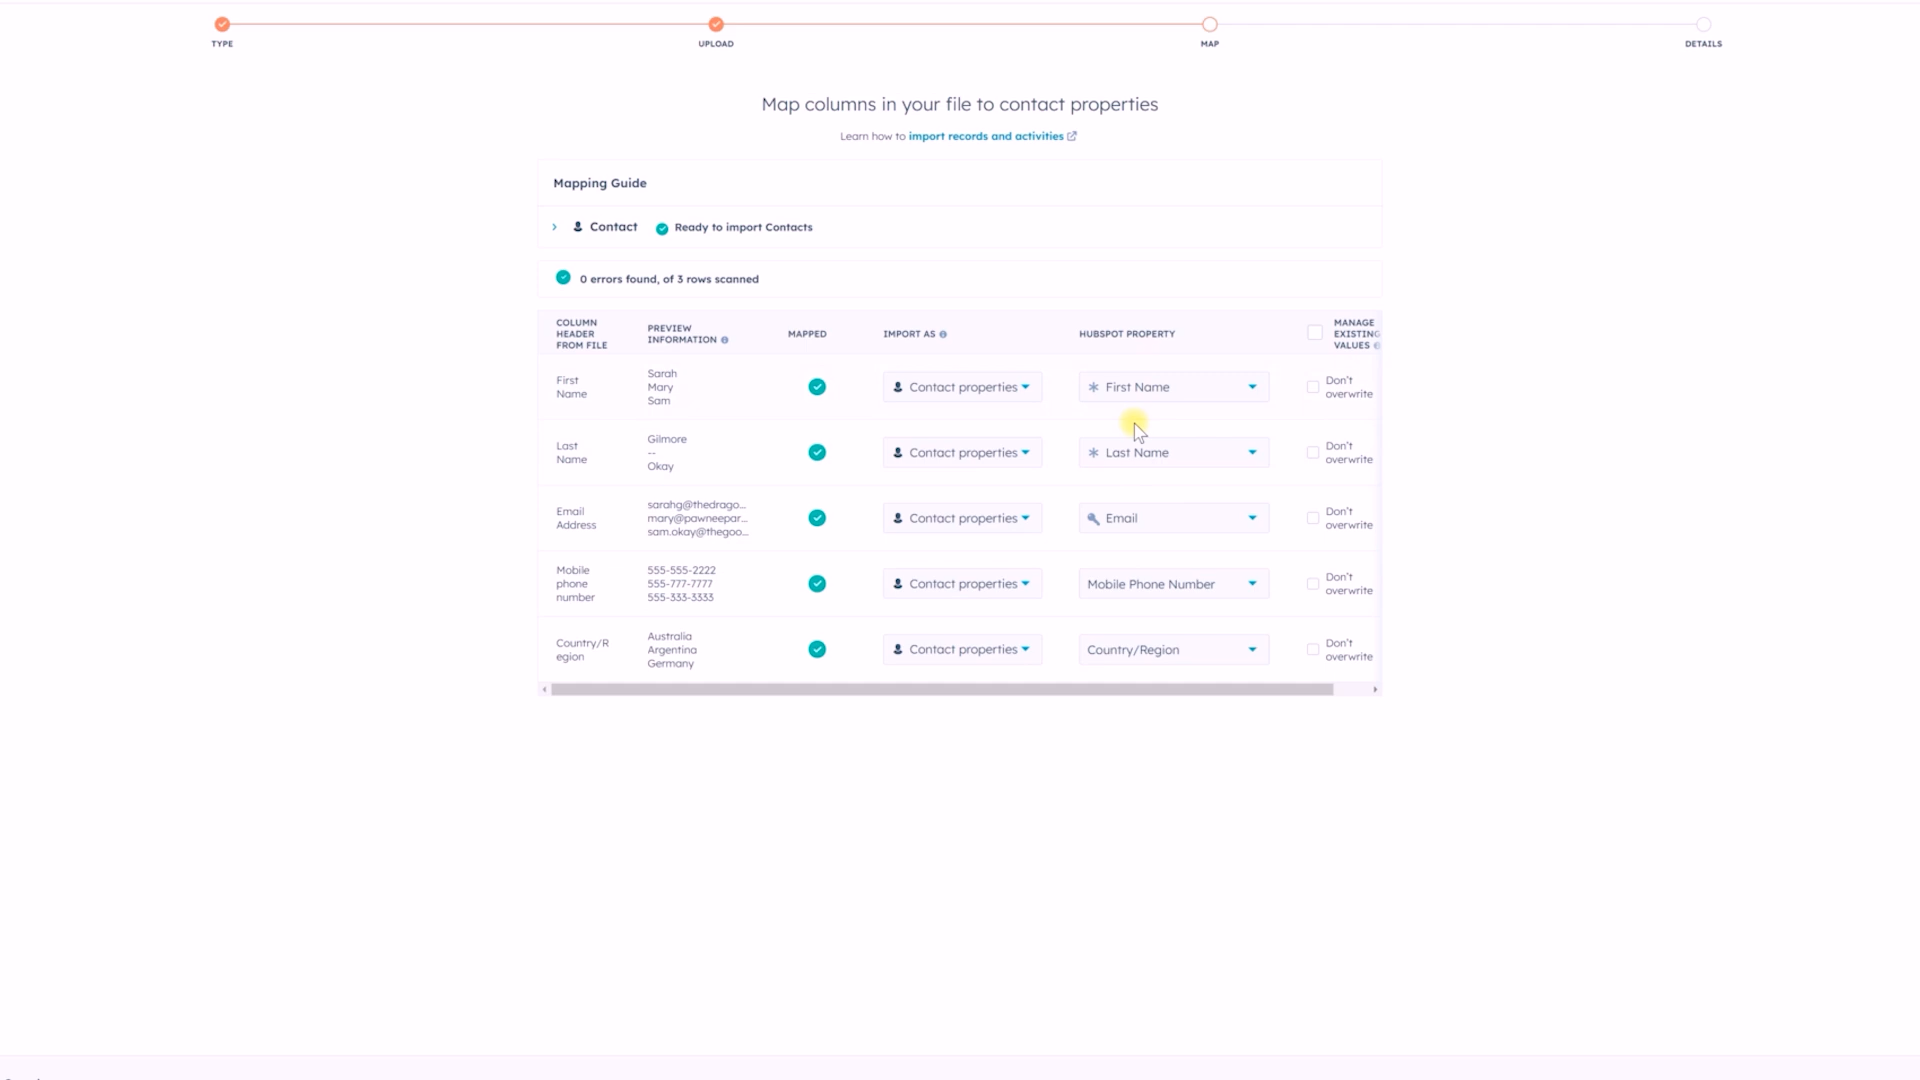 TYPE
UPLOAD
MAP
DETAILS
Map columns in your file to contact properties
Learn how to import records and activities
Mapping Guide
Contact Ready to import Contacts
0 errors found, of 3 rows scanned
COLUMN HEADER FROM FILE
PREVIEW INFORMATION
MAPPED
IMPORT AS
HUBSPOT PROPERTY
MANAGE EXISTING VALUES
First Name
Sarah
Mary
Sam
Contact properties
First Name
Don't overwrite
Last Name
Gilmore
--
Okay
Contact properties
Last Name
Don't overwrite
Email Address
sarahg@thedrago...
mary@pawneepar...
sam.okay@thegoo...
Contact properties
Email
Don't overwrite
Mobile phone number
555-555-2222
555-777-7777
555-333-3333
Contact properties
Mobile Phone Number
Don't overwrite
Country/R
egion
Australia
Argentina
Germany
Contact properties
Country/Region
Don't overwrite